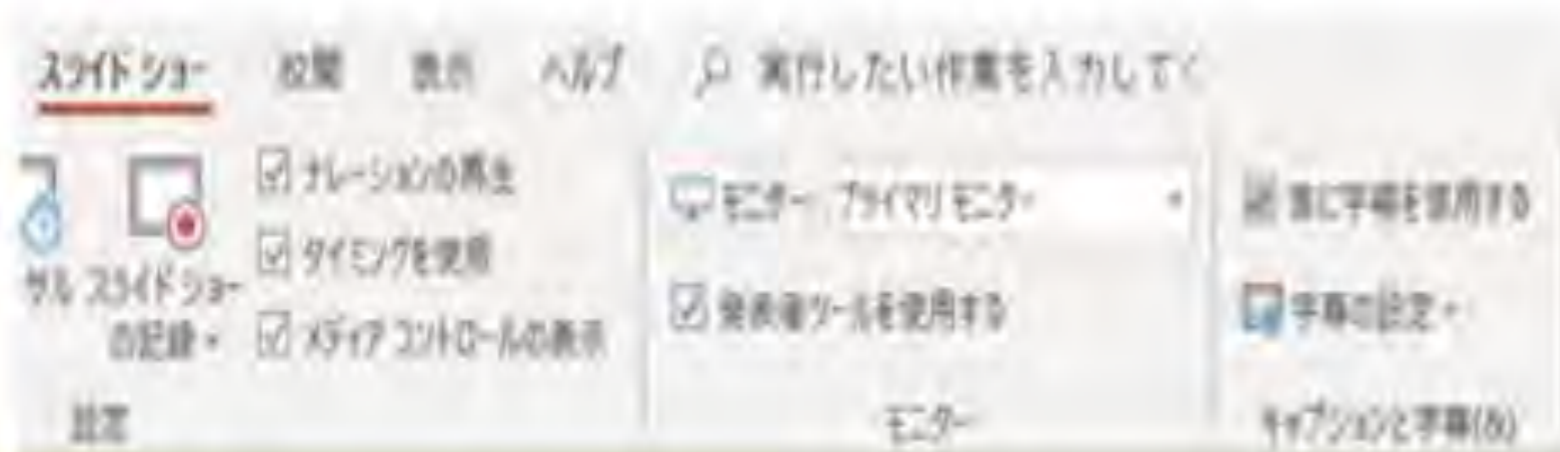 スライド ショー 校閲 表示 ヘルプ 実行したい作業を入力してく
ナレーションの再生
タイミングを使用
メディア コントロールの表示
サル スライド ショー
の記録
設定
モニター: プライマリ モニター
発表者ツールを使用する
モニター
常に字幕を使用する
字幕の設定
キャプションと字幕